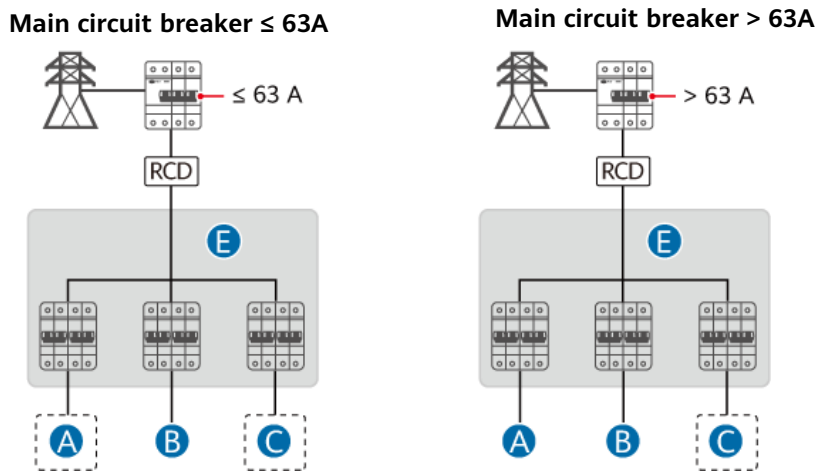 Main circuit breaker ≤ 63A
Main circuit breaker > 63A
≤ 63 A
> 63 A
RCD
RCD
E
E
A
B
C
A
B
C